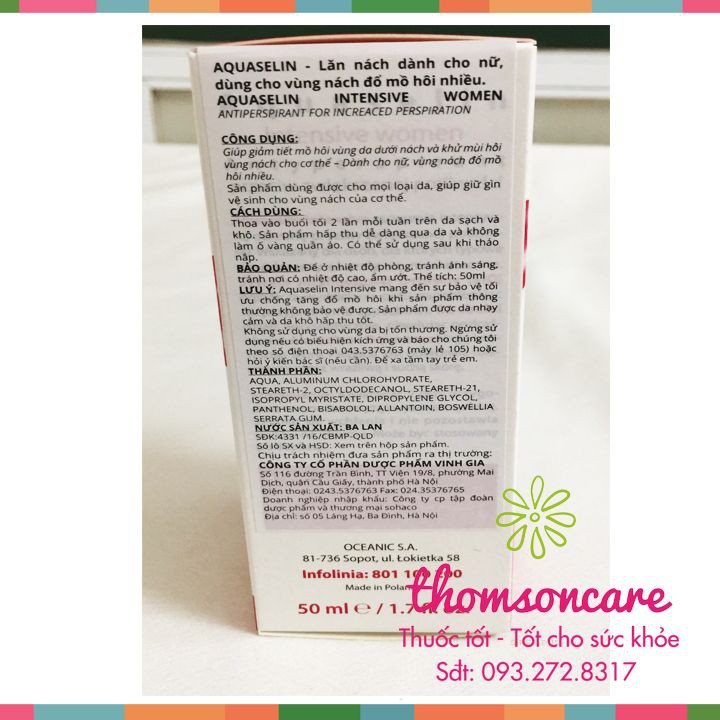 AQUASELIN - Lăn nách dành cho nữ,
dùng cho vùng nách đổ mồ hôi nhiều.
AQUASELIN INTENSIVE WOMEN
ANTIPERSPIRANT FOR INCREACED PERSPIRATION
CÔNG DỤNG:
Giúp giảm tiết mồ hôi vùng da dưới nách và khử mùi hôi
vùng nách cho cơ thể – Dành cho nữ, vùng nách đổ mồ
hôi nhiều.
Sản phẩm dùng được cho mọi loại da, giúp giữ gìn
vệ sinh cho vùng nách của cơ thể.
CÁCH DÙNG:
Thoa vào buổi tối 2 lần mỗi tuần trên da sạch và
khô. Sản phẩm hấp thu dễ dàng qua da và không
làm ố vàng quần áo. Có thể sử dụng sau khi tháo
nắp.
BẢO QUẢN: Để ở nhiệt độ phòng, tránh ánh sáng,
tránh nơi có nhiệt độ cao, ẩm ướt. Thể tích: 50ml
LƯU Ý: Aquaselin Intensive mang đến sự bảo vệ tối
ưu chống tăng đổ mồ hôi khi sản phẩm thông
thường không bảo vệ được. Sản phẩm được da nhạy
cảm và da khô hấp thu tốt.
Không sử dụng cho vùng da bị tổn thương. Ngừng sử
dụng nếu có biểu hiện kích ứng và báo cho chúng tôi
theo số điện thoại 043.5376763 (máy lẻ 105) hoặc
hỏi ý kiến bác sĩ (nếu cần). Để xa tầm tay trẻ em.
THÀNH PHẦN:
AQUA, ALUMINUM CHLOROHYDRATE,
STEARETH-2, OCTYLDODECANOL, STEARETH-21,
ISOPROPYL MYRISTATE, DIPROPYLENE GLYCOL,
PANTHENOL, BISABOLOL, ALLANTOIN, BOSWELLIA
SERRATA GUM.
NƯỚC SẢN XUẤT: BA LAN
SĐK:4331 /16/CBMP-QLD
Số lô SX và HSD: Xem trên hộp sản phẩm.
Chịu trách nhiệm đưa sản phẩm ra thị trường:
CÔNG TY CỔ PHẦN DƯỢC PHẨM VINH GIA
Số 116 đường Trần Bình, TT Viện 19/8, phường Mai
Dịch, quận Cầu Giấy, thành phố Hà Nội
Điện thoại: 0243.5376763 Fax: 024.35376765
Doanh nghiệp nhập khẩu: Công ty cp tập đoàn
dược phẩm và thương mại sohaco
Địa chỉ: số 05 Láng Hạ, Ba Đình, Hà Nội
OCEANIC S.A.
81-736 Sopot, ul. Łokietka 58
Infolinia: 801 100
Made in
50 ml e / 1.7
thomsoncare
Thuốc tốt - Tốt cho sức khỏe
Sđt: 093.272.8317